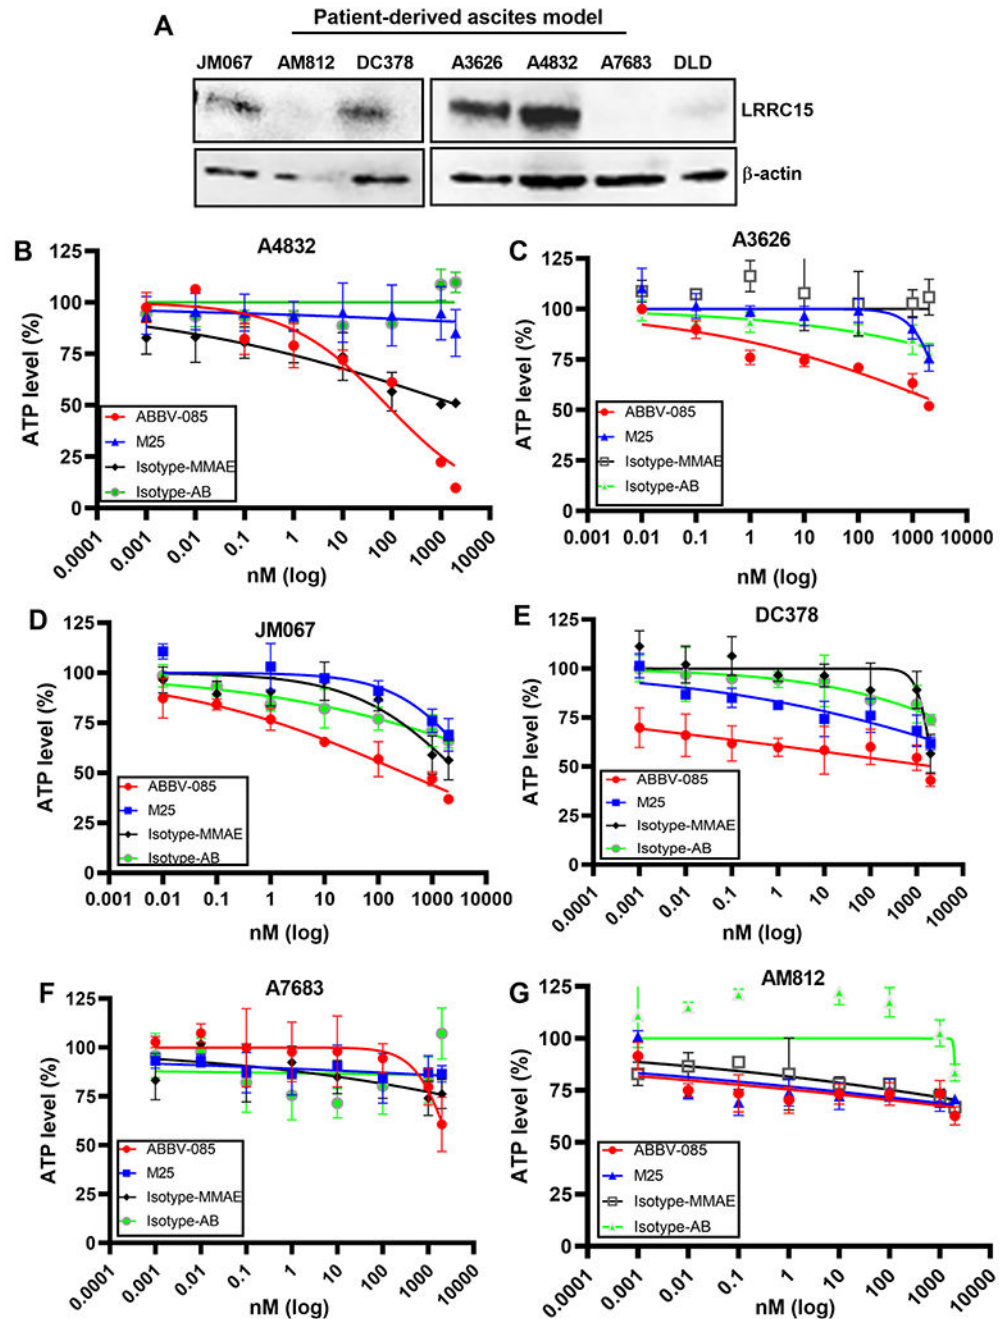 A
Patient-derived ascites model
JM067 AM812 DC378 A3626 A4832 A7683 DLD
LRRC15
β-actin
B
A4832
ATP level (%)
125
100
75
50
25
0
ABBV-085
M25
Isotype-MMAE
Isotype-AB
0.0001 0.001 0.01 0.1 1 10 100 1000 10000
nM (log)
C
A3626
ATP level (%)
125
100
75
50
25
0
ABBV-085
M25
Isotype-MMAE
Isotype-AB
0.001 0.01 0.1 1 10 100 1000 10000
nM (log)
D
JM067
ATP level (%)
125
100
75
50
25
0
ABBV-085
M25
Isotype-MMAE
Isotype-AB
0.001 0.01 0.1 1 10 100 1000 10000
nM (log)
E
DC378
ATP level (%)
125
100
75
50
25
0
ABBV-085
M25
Isotype-MMAE
Isotype-AB
0.0001 0.001 0.01 0.1 1 10 100 1000 10000
nM (log)
F
A7683
ATP level (%)
125
100
75
50
25
0
ABBV-085
M25
Isotype-MMAE
Isotype-AB
0.0001 0.001 0.01 0.1 1 10 100 1000 10000
nM (log)
G
AM812
ATP level (%)
125
100
75
50
25
0
ABBV-085
M25
Isotype-MMAE
Isotype-AB
0.0001 0.001 0.01 0.1 1 10 100 1000 10000
nM (log)